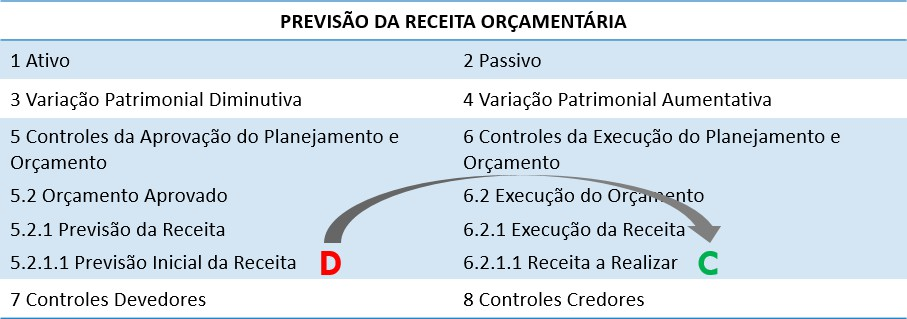 PREVISÃO DA RECEITA ORÇAMENTÁRIA
1 Ativo
2 Passivo
3 Variação Patrimonial Diminutiva
4 Variação Patrimonial Aumentativa
5 Controles da Aprovação do Planejamento e
Orçamento
6 Controles da Execução do Planejamento e
Orçamento
5.2 Orçamento Aprovado
6.2 Execução do Orçamento
5.2.1 Previsão da Receita
6.2.1 Execução da Receita
5.2.1.1 Previsão Inicial da Receita D
6.2.1.1 Receita a Realizar C
7 Controles Devedores
8 Controles Credores